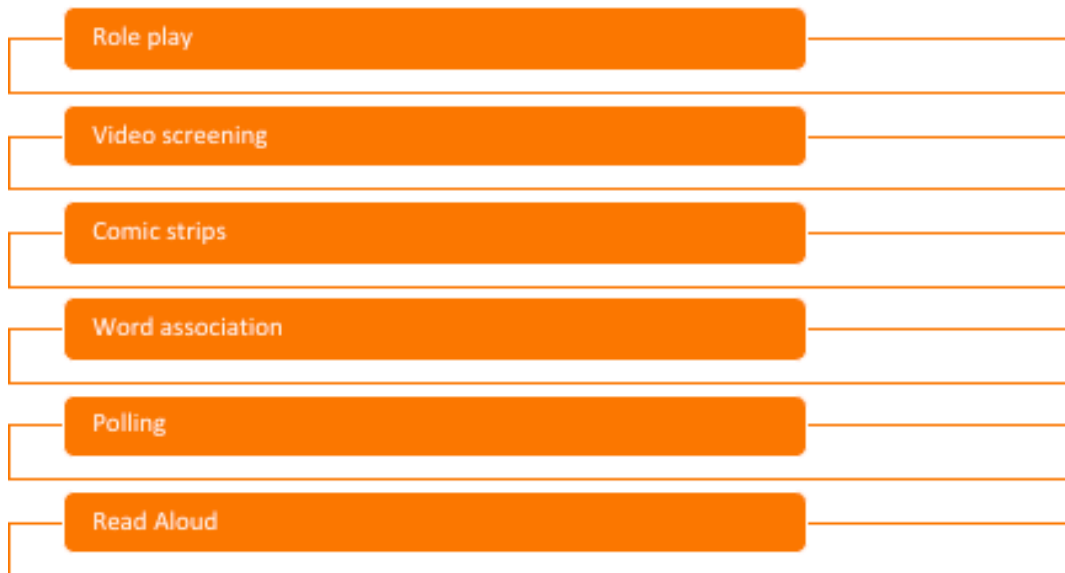 Role play
Video screening
Comic strips
Word association
Polling
Read Aloud